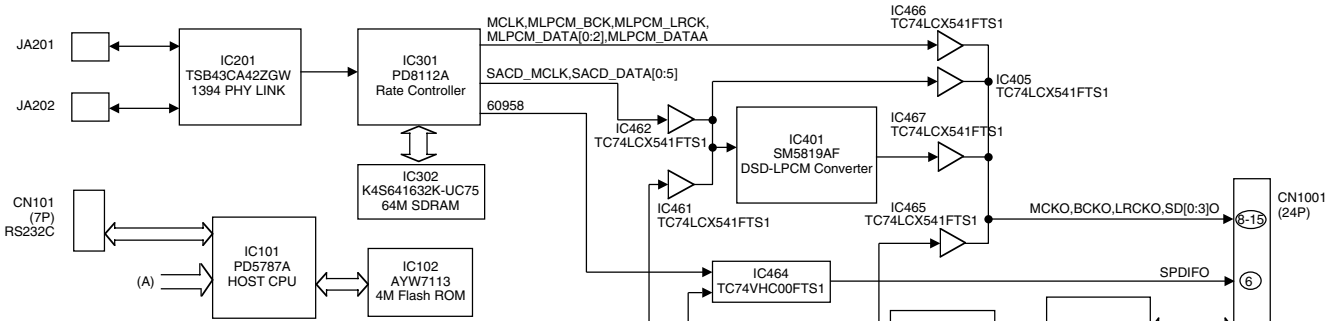 JA201
JA202
IC201
TSB43CA42ZGW
1394 PHY LINK
IC301
PD8112A
Rate Controller
MCLK,MLPCM_BCK,MLPCM_LRCK,
MLPCM_DATA[0:2],MLPCM_DATAA
SACD_MCLK,SACD_DATA[0:5]
60958
IC466
TC74LCX541FTS1
IC405
TC74LCX541FTS1
IC462
TC74LCX541FTS1
IC401
SM5819AF
DSD-LPCM Converter
IC467
TC74LCX541FTS1
IC302
K4S641632K-UC75
64M SDRAM
IC461
TC74LCX541FTS1
IC465
TC74LCX541FTS1
MCKO,BCKO,LRCKO,SD[0:3]O
CN1001
(24P)
8-15
CN101
(7P)
RS232C
IC101
PD5787A
HOST CPU
(A)
IC102
AYW7113
4M Flash ROM
IC464
TC74VHC00FTS1
SPDIFO
6